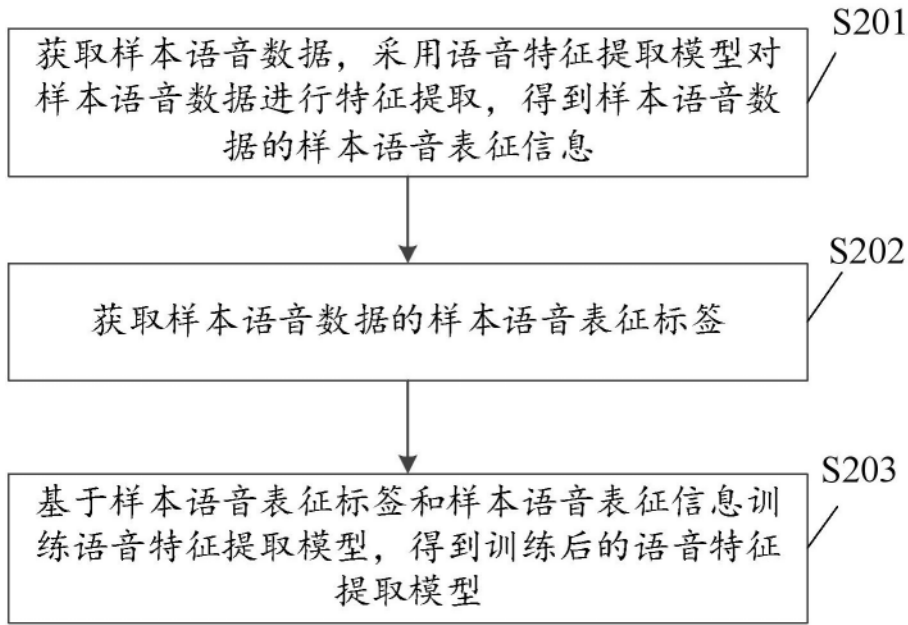 S201
获取样本语音数据，采用语音特征提取模型对
样本语音数据进行特征提取，得到样本语音数
据的样本语音表征信息
S202
获取样本语音数据的样本语音表征标签
S203
基于样本语音表征标签和样本语音表征信息训
练语音特征提取模型，得到训练后的语音特征
提取模型